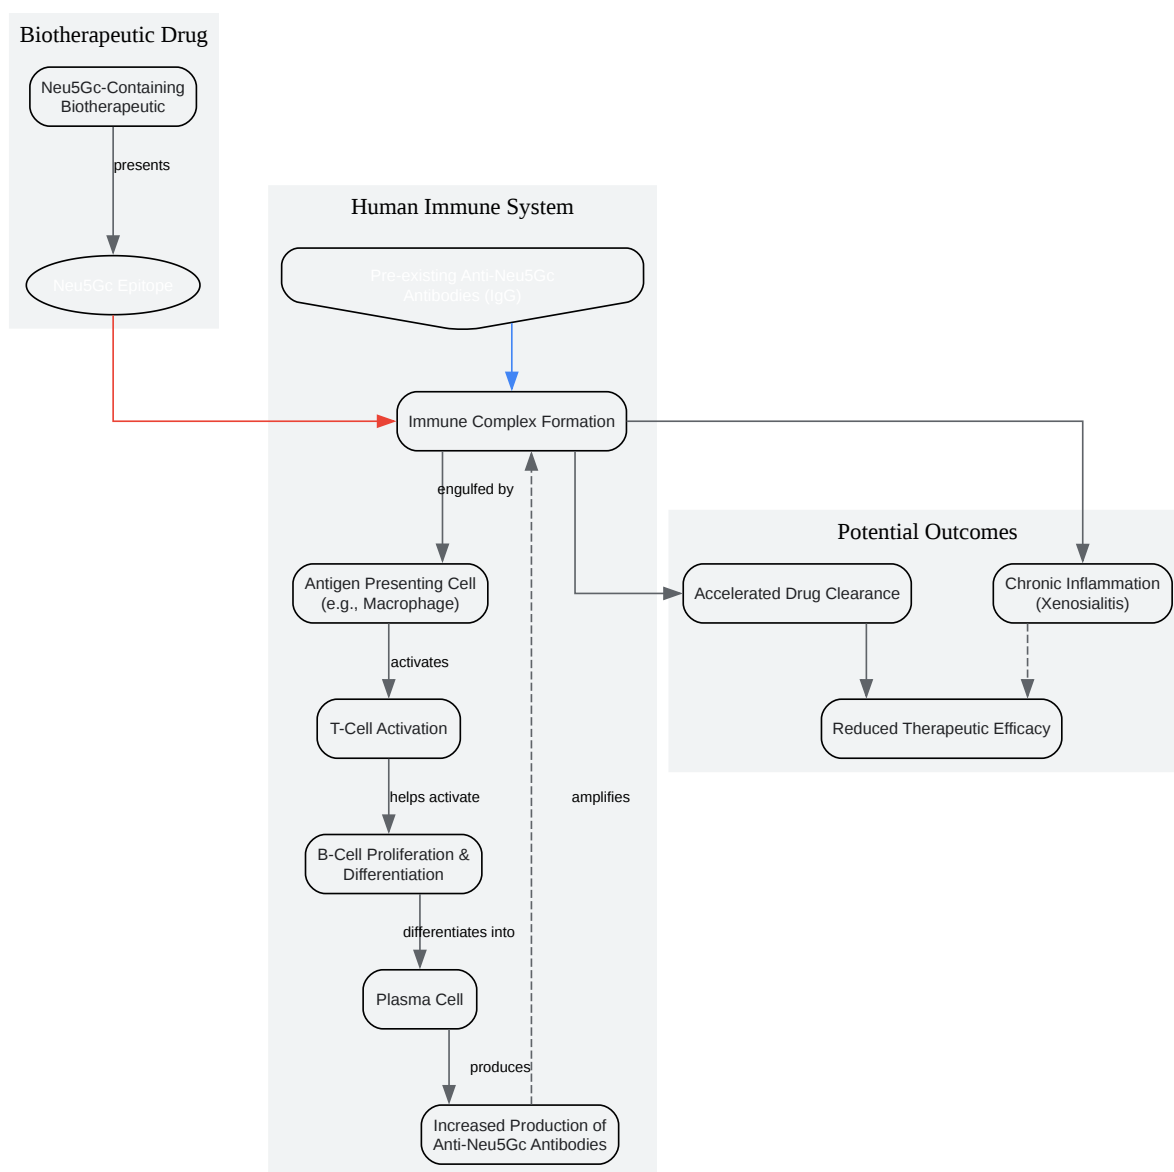 Biotherapeutic Drug
Neu5Gc-Containing
Biotherapeutic
presents
Neu5Gc Epitope
Human Immune System
Pre-existing Anti-Neu5Gc
Antibodies (IgG)
Immune Complex Formation
engulfed by
Antigen Presenting Cell
(e.g., Macrophage)
activates
T-Cell Activation
helps activate
B-Cell Proliferation &
Differentiation
differentiates into
Plasma Cell
produces
Increased Production of
Anti-Neu5Gc Antibodies
amplifies
Potential Outcomes
Accelerated Drug Clearance
Chronic Inflammation
(Xenosialitis)
Reduced Therapeutic Efficacy